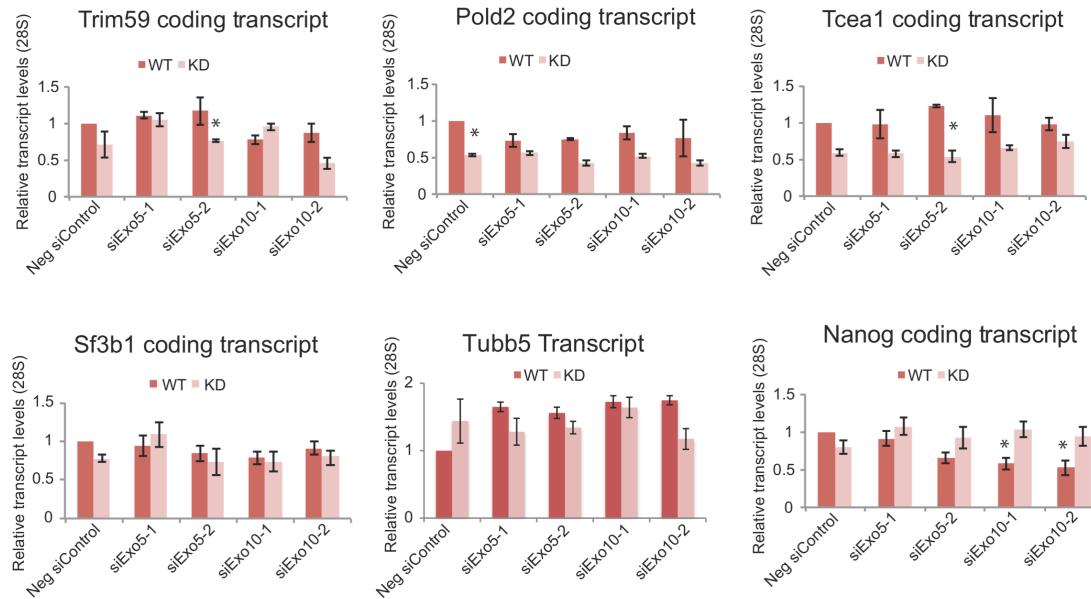 Trim59 coding transcript
Relative transcript levels (28S)
WT KD
1.5
1
0.5
0
*
Neg siControl
siExo5-1
siExo5-2
siExo10-1
siExo10-2
Pold2 coding transcript
Relative transcript levels (28S)
WT KD
1.5
1
0.5
0
*
Neg siControl
siExo5-1
siExo5-2
siExo10-1
siExo10-2
Tcea1 coding transcript
Relative transcript levels (28S)
WT KD
1.5
1
0.5
0
*
Neg siControl
siExo5-1
siExo5-2
siExo10-1
siExo10-2
Sf3b1 coding transcript
Relative transcript levels (28S)
WT KD
1.5
1
0.5
0
Neg siControl
siExo5-1
siExo5-2
siExo10-1
siExo10-2
Tubb5 Transcript
Relative transcript levels (28S)
WT KD
2
1
0
Neg siControl
siExo5-1
siExo5-2
siExo10-1
siExo10-2
Nanog coding transcript
Relative transcript levels (28S)
WT KD
1.5
1
0.5
0
* *
Neg siControl
siExo5-1
siExo5-2
siExo10-1
siExo10-2